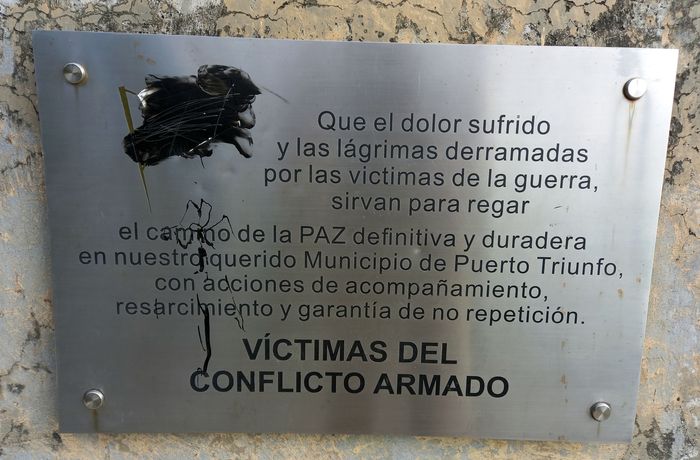 Que el dolor sufrido
y las lágrimas derramadas
por las victimas de la guerra,
sirvan para regar
el camino de la PAZ definitiva y duradera
en nuestro querido Municipio de Puerto Triunfo,
con acciones de acompañamiento,
resarcimiento y garantía de no repetición.
VÍCTIMAS DEL
CONFLICTO ARMADO